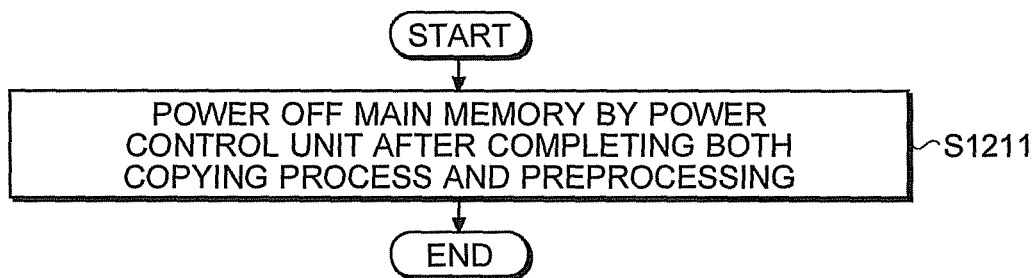 START
POWER OFF MAIN MEMORY BY POWER
CONTROL UNIT AFTER COMPLETING BOTH
COPYING PROCESS AND PREPROCESSING
S1211
END